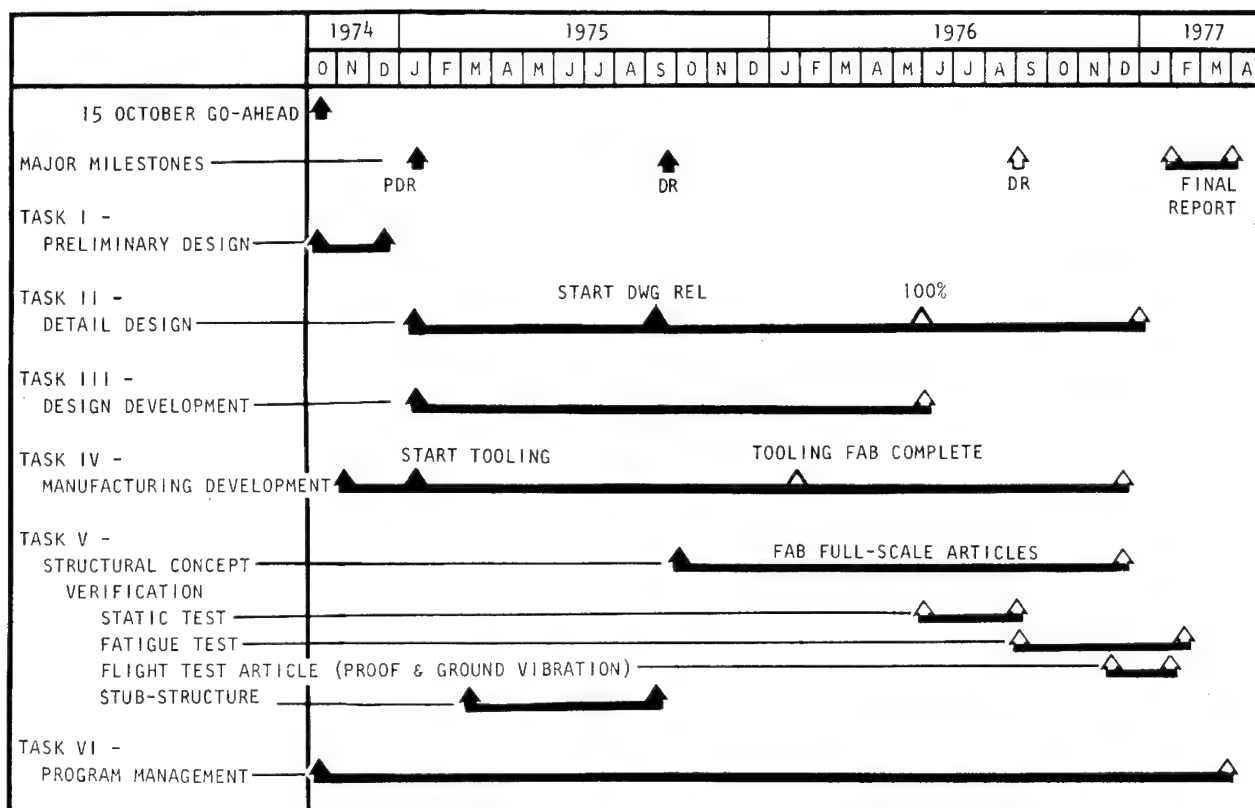 1974 1975 1976 1977
O N D J F M A M J J A S O N D J F M A M J J A S O N D J F M A
15 OCTOBER GO-AHEAD
MAJOR MILESTONES
PDR DR DR FINAL
REPORT
TASK I -
PRELIMINARY DESIGN
TASK II - START DWG REL 100%
DETAIL DESIGN
TASK III -
DESIGN DEVELOPMENT
TASK IV - START TOOLING TOOLING FAB COMPLETE
MANUFACTURING DEVELOPMENT
TASK V - FAB FULL-SCALE ARTICLES
STRUCTURAL CONCEPT
VERIFICATION
STATIC TEST
FATIGUE TEST
FLIGHT TEST ARTICLE (PROOF & GROUND VIBRATION)
STUB-STRUCTURE
TASK VI -
PROGRAM MANAGEMENT